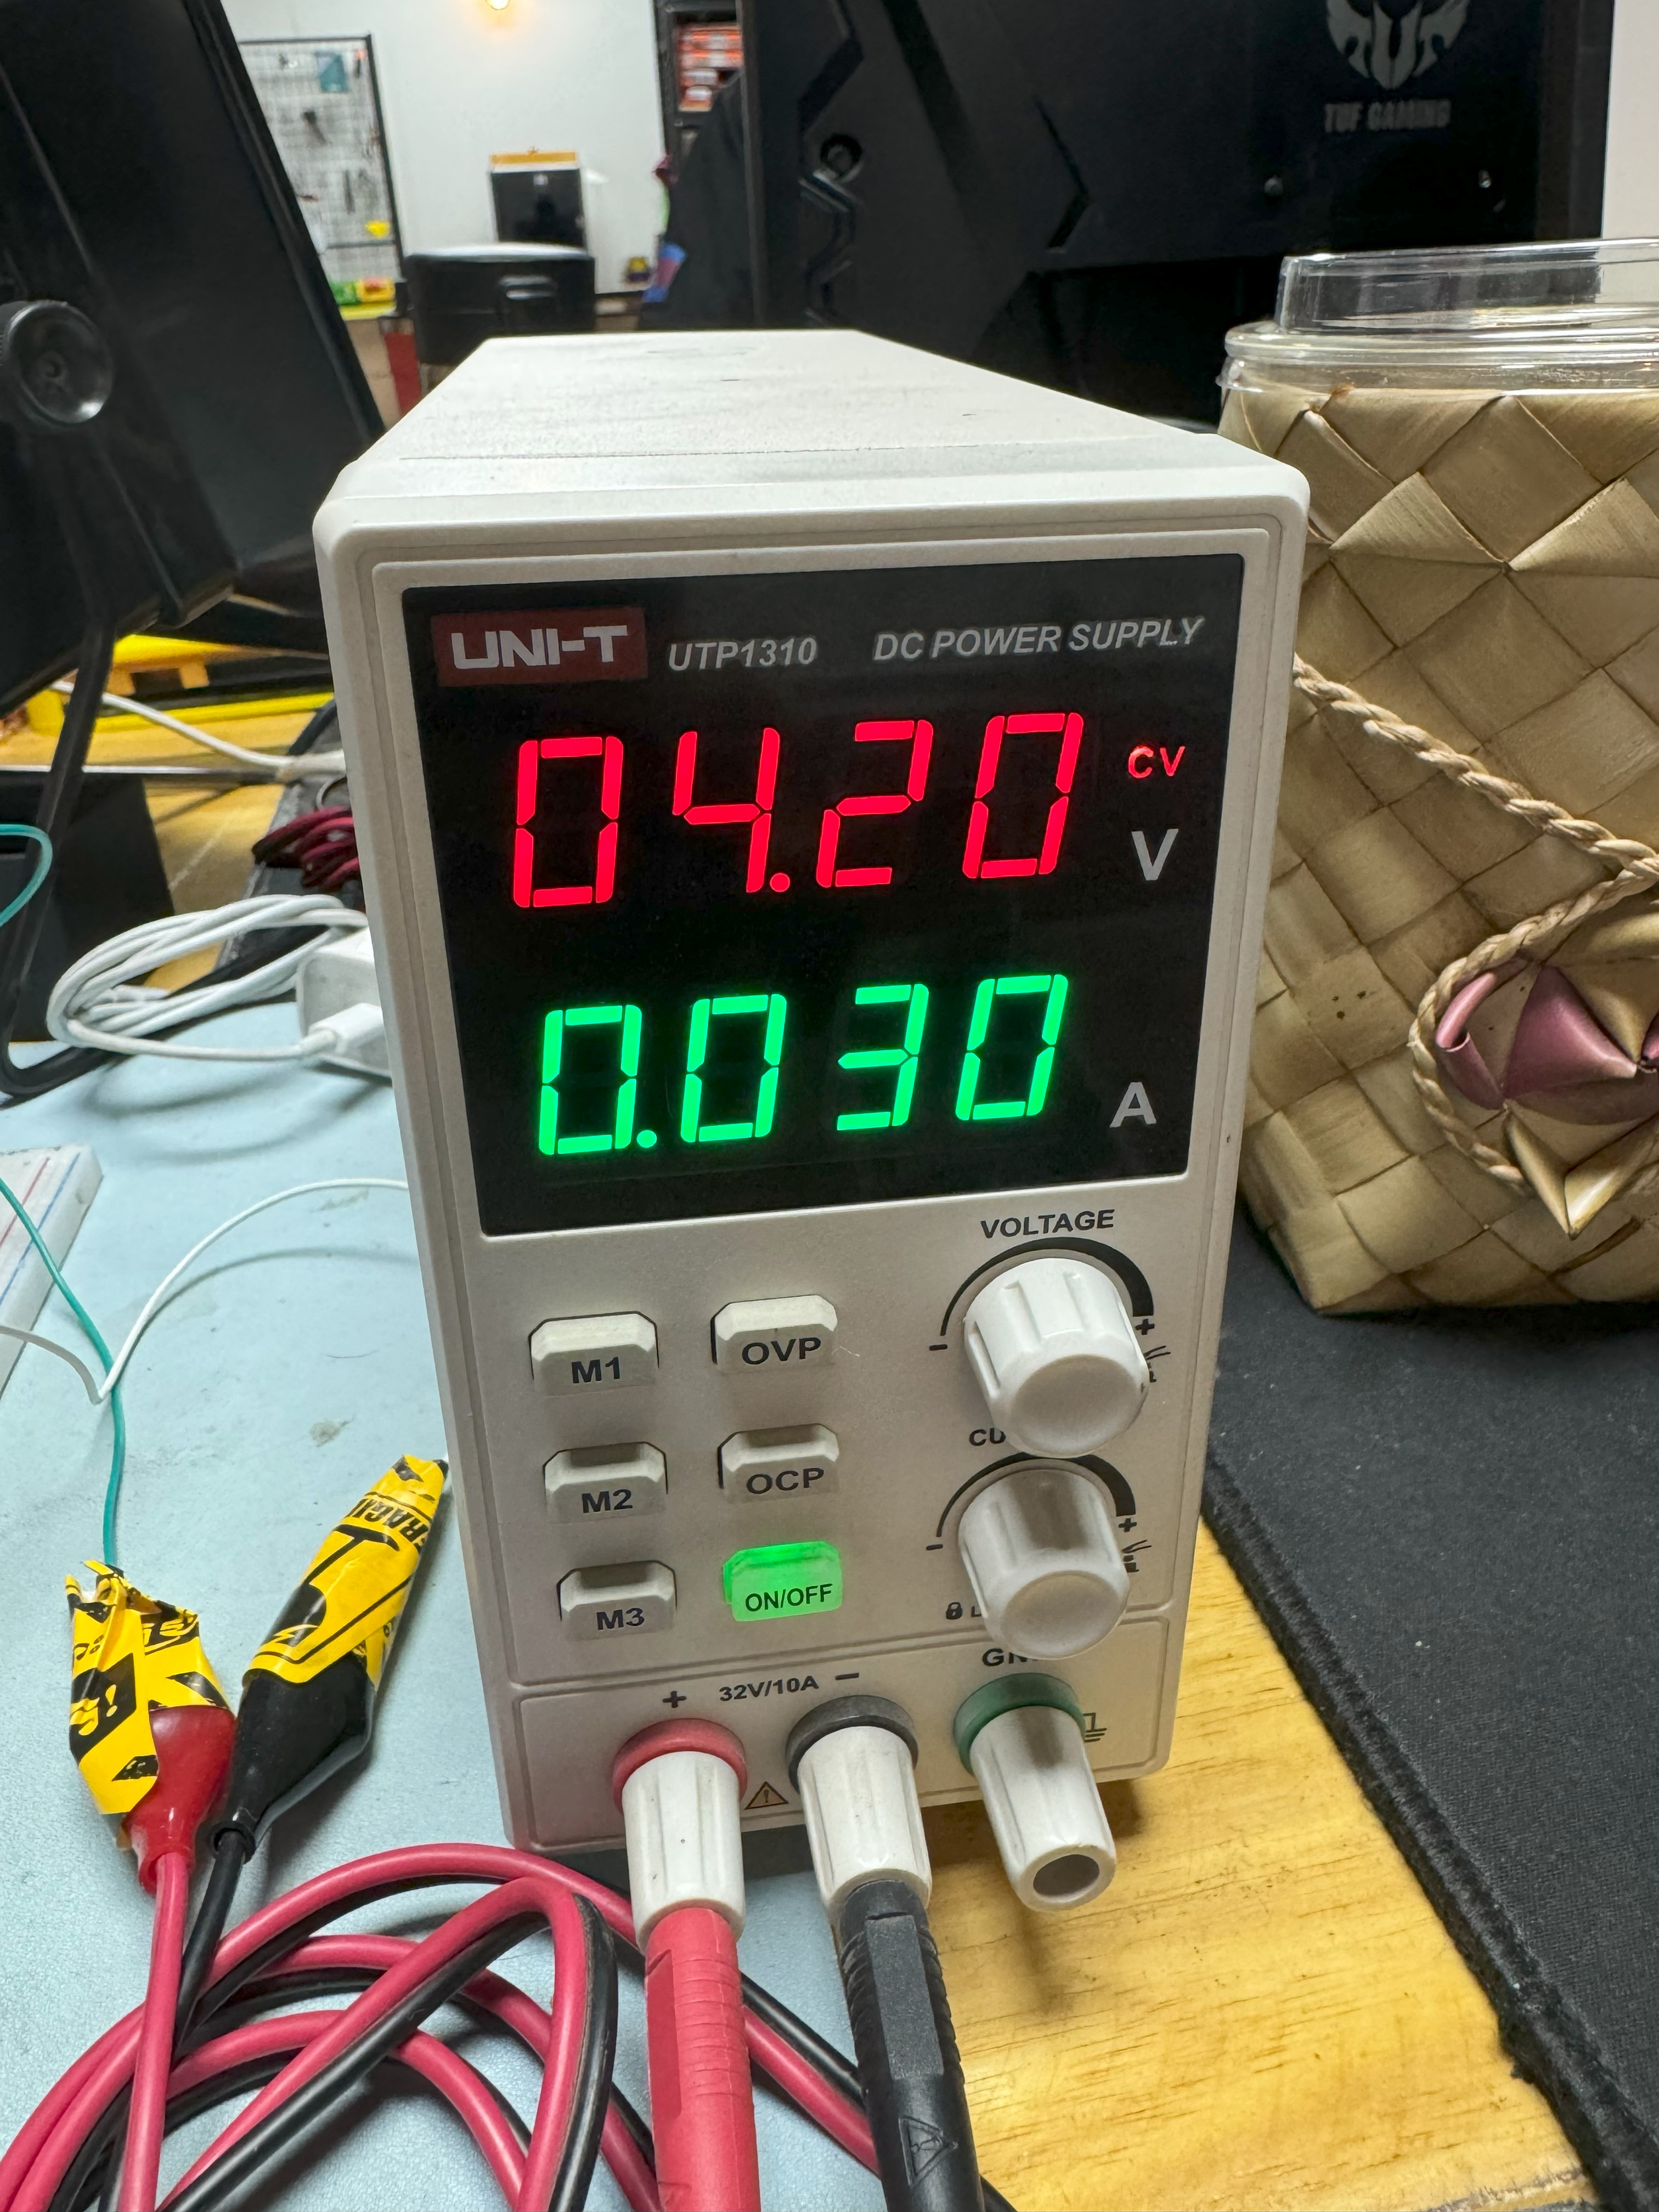 TUF GAMING
UNI-T UTP1310 DC POWER SUPPLY
04.20 CV
V
0.030
A
VOLTAGE
M1 OVP
- +
M2 OCP
- +
M3 ON/OFF
+ 32V/10A -